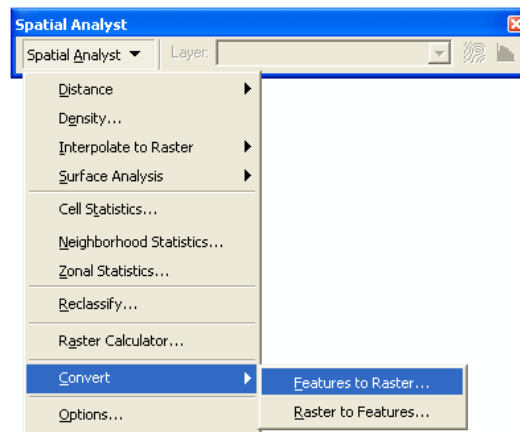 Spatial Analyst
Spatial Analyst Layer:
Distance
Density...
Interpolate to Raster
Surface Analysis
Cell Statistics...
Neighborhood Statistics...
Zonal Statistics...
Reclassify...
Raster Calculator...
Convert
Features to Raster...
Raster to Features...
Options...